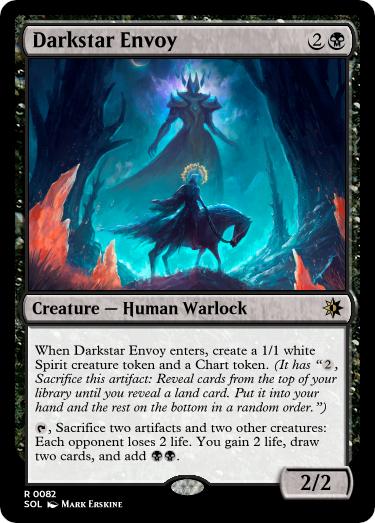 Darkstar Envoy 2
Creature — Human Warlock
When Darkstar Envoy enters, create a 1/1 white
Spirit creature token and a Chart token. (It has “2,
Sacrifice this artifact: Reveal cards from the top of your
library until you reveal a land card. Put it into your
hand and the rest on the bottom in a random order.”)
, Sacrifice two artifacts and two other creatures:
Each opponent loses 2 life. You gain 2 life, draw
two cards, and add .
2/2
R 0082
SOL Mark Erskine